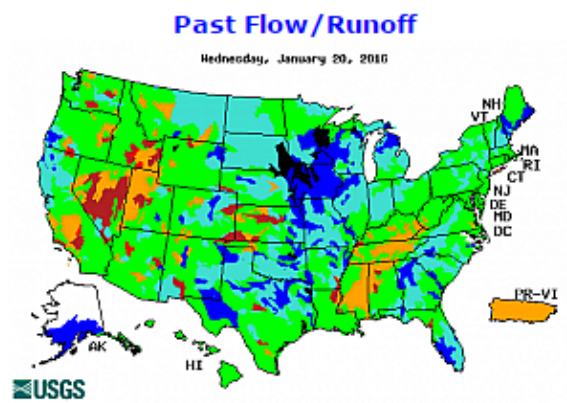 Past Flow/Runoff
Wednesday, January 20, 2016
NH
VT
MA
RI
CT
NJ
DE
MD
DC
PR-VI
AK
HI
USGS